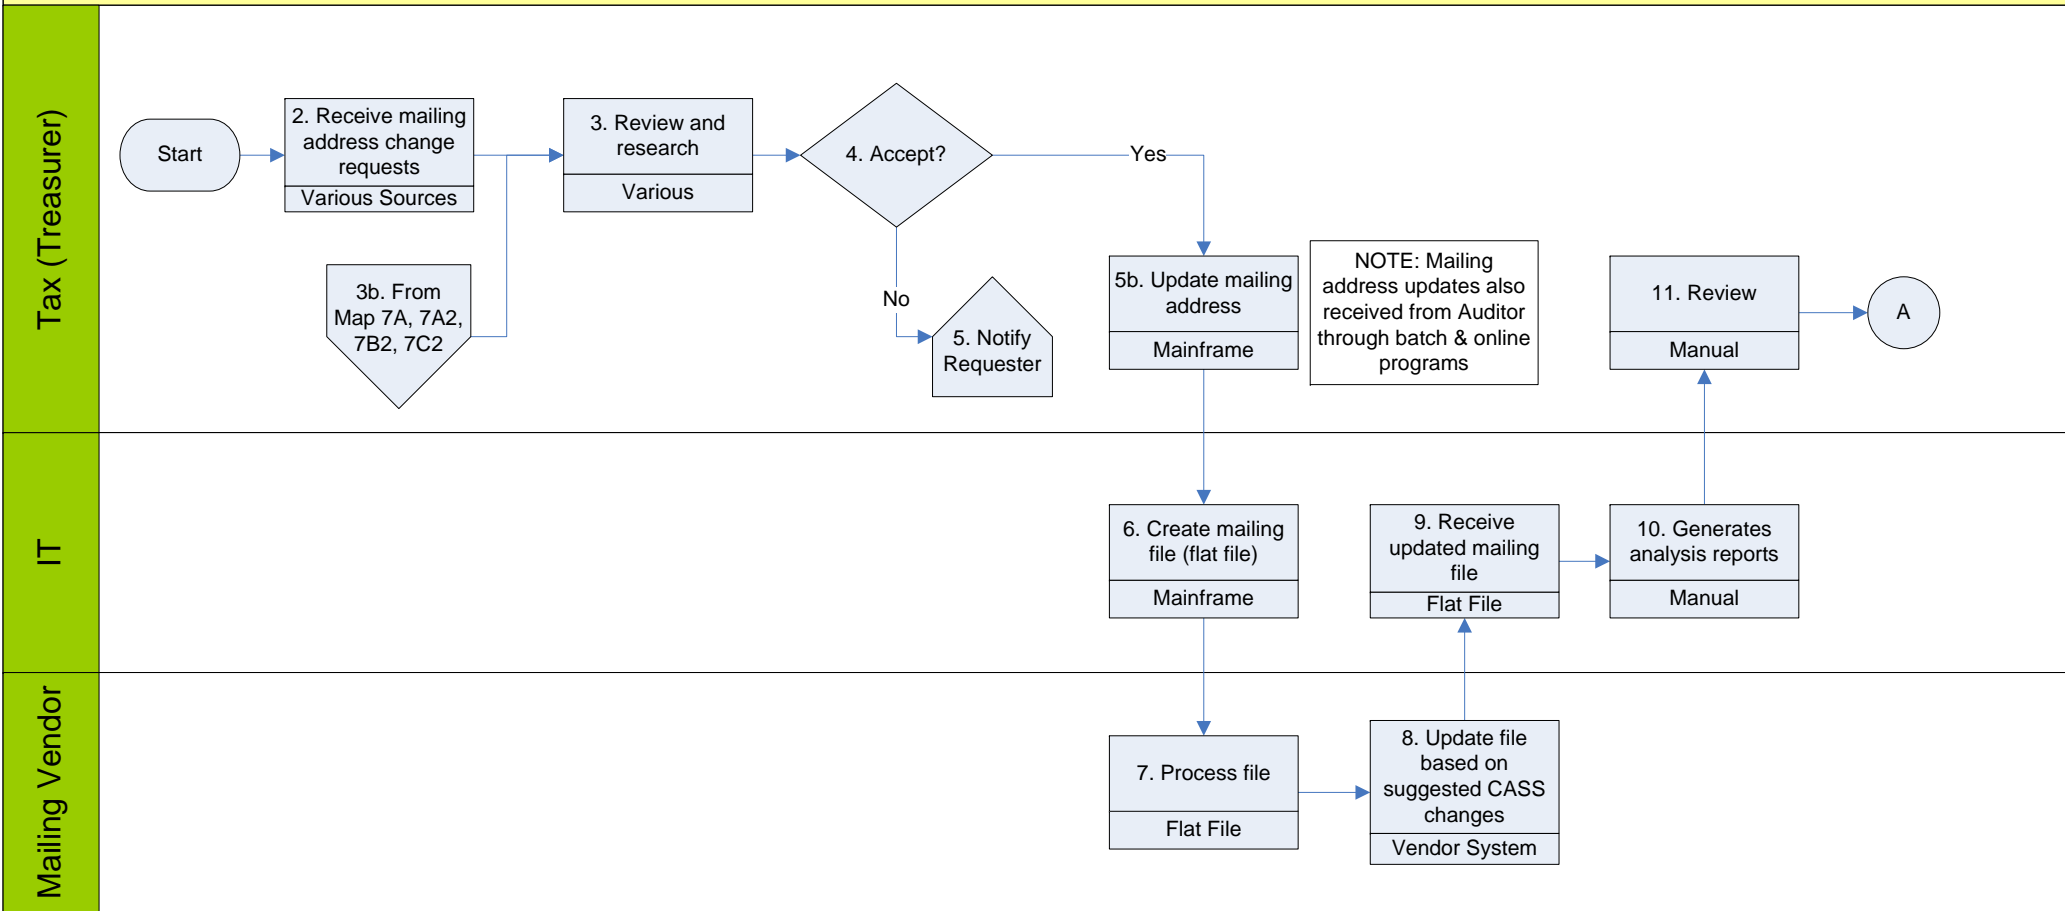 Tax (Treasurer)
Start
2. Receive mailing
address change
requests
Various Sources
3. Review and
research
Various
4. Accept?
Yes
No
3b. From
Map 7A, 7A2,
7B2, 7C2
5. Notify
Requester
5b. Update mailing
address
Mainframe
NOTE: Mailing
address updates also
received from Auditor
through batch & online
programs
11. Review
Manual
A
IT
6. Create mailing
file (flat file)
Mainframe
9. Receive
updated mailing
file
Flat File
10. Generates
analysis reports
Manual
Mailing Vendor
7. Process file
Flat File
8. Update file
based on
suggested CASS
changes
Vendor System